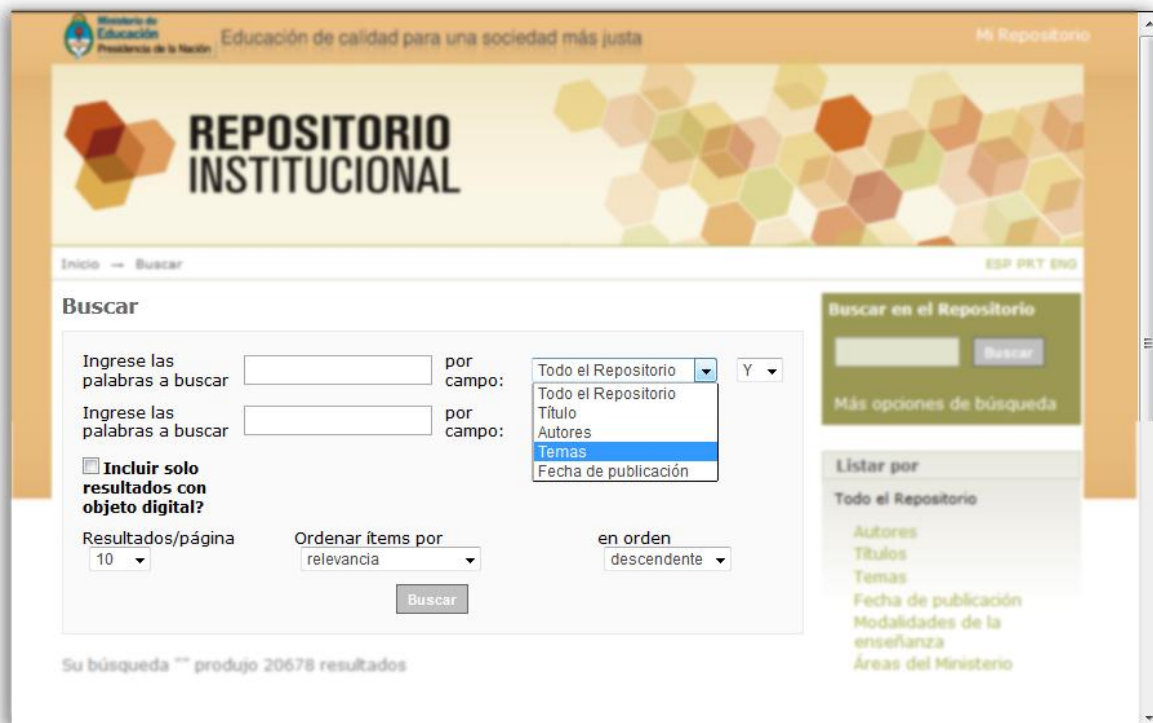 Ministerio de
Educación
Presidencia de la Nación
Educación de calidad para una sociedad más justa
Mi Repositorio
REPOSITORIO
INSTITUCIONAL
Inicio → Buscar
ESP PRT ENG
Buscar
Ingrese las
palabras a buscar
por
campo:
Todo el Repositorio
Y
Todo el Repositorio
Título
Autores
Temas
Fecha de publicación
Ingrese las
palabras a buscar
por
campo:
Incluir solo
resultados con
objeto digital?
Resultados/página
10
Ordenar ítems por
relevancia
en orden
descendente
Buscar
Su búsqueda "" produjo 20678 resultados
Buscar en el Repositorio
Buscar
Más opciones de búsqueda
Listar por
Todo el Repositorio
Autores
Títulos
Temas
Fecha de publicación
Modalidades de la
enseñanza
Áreas del Ministerio